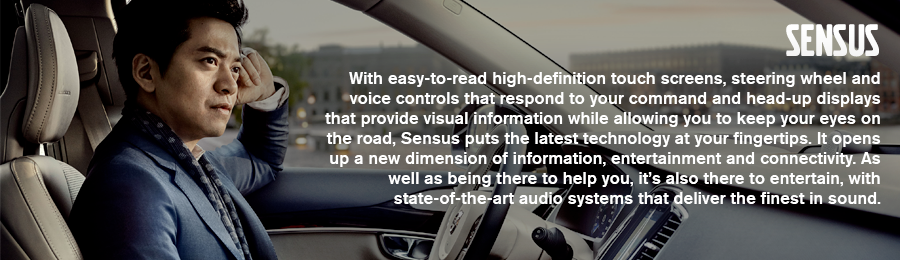 SENSUS
With easy-to-read high-definition touch screens, steering wheel and
voice controls that respond to your command and head-up displays
that provide visual information while allowing you to keep your eyes on
the road, Sensus puts the latest technology at your fingertips. It opens
up a new dimension of information, entertainment and connectivity. As
well as being there to help you, it's also there to entertain, with
state-of-the-art audio systems that deliver the finest in sound.